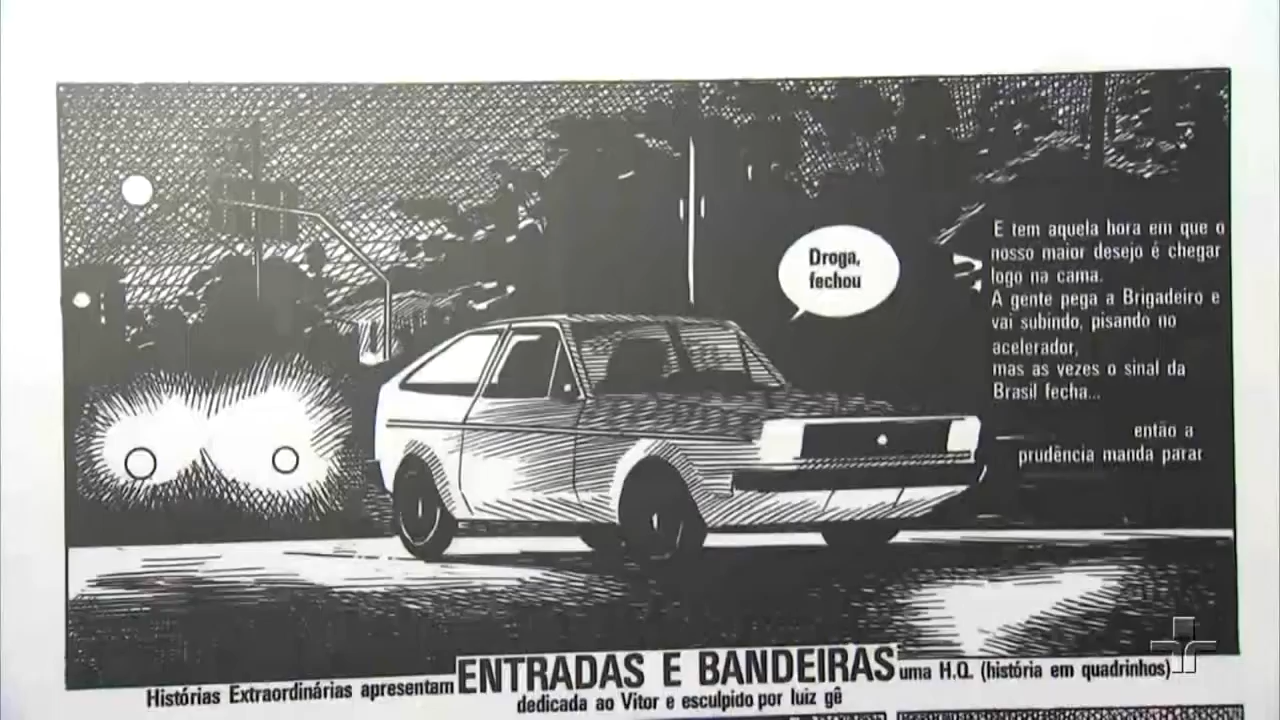 Droga,
fechou
E tem aquela hora em que o
nosso maior desejo é chegar
logo na cama.
A gente pega a Brigadeiro e
vai subindo, pisando no
acelerador,
mas as vezes o sinal da
Brasil fecha...
então a
prudência manda parar
Histórias Extraordinárias apresentam ENTRADAS E BANDEIRAS uma H.Q. (história em quadrinhos)
dedicada ao Vitor e esculpido por luiz gê